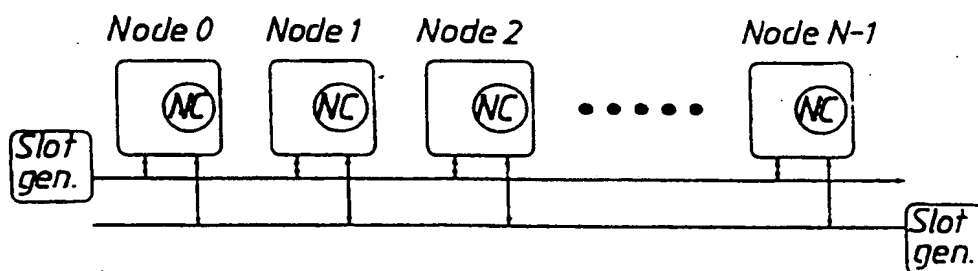 Node 0 Node 1 Node 2 Node N-1
NC NC NC NC
Slot
gen.
Slot
gen.